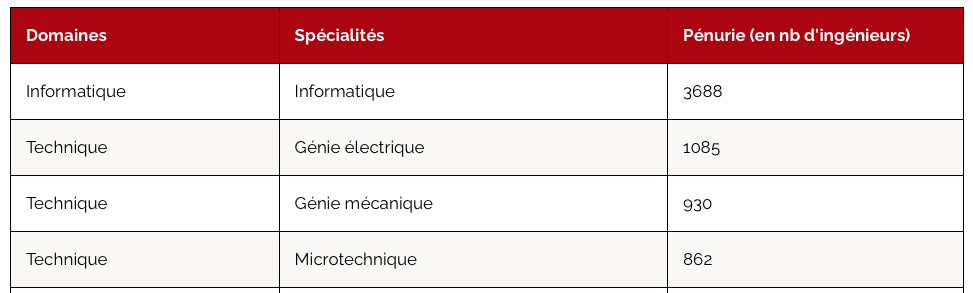 Domaines Spécialités Pénurie (en nb d'ingénieurs)
Informatique Informatique 3688
Technique Génie électrique 1085
Technique Génie mécanique 930
Technique Microtechnique 862